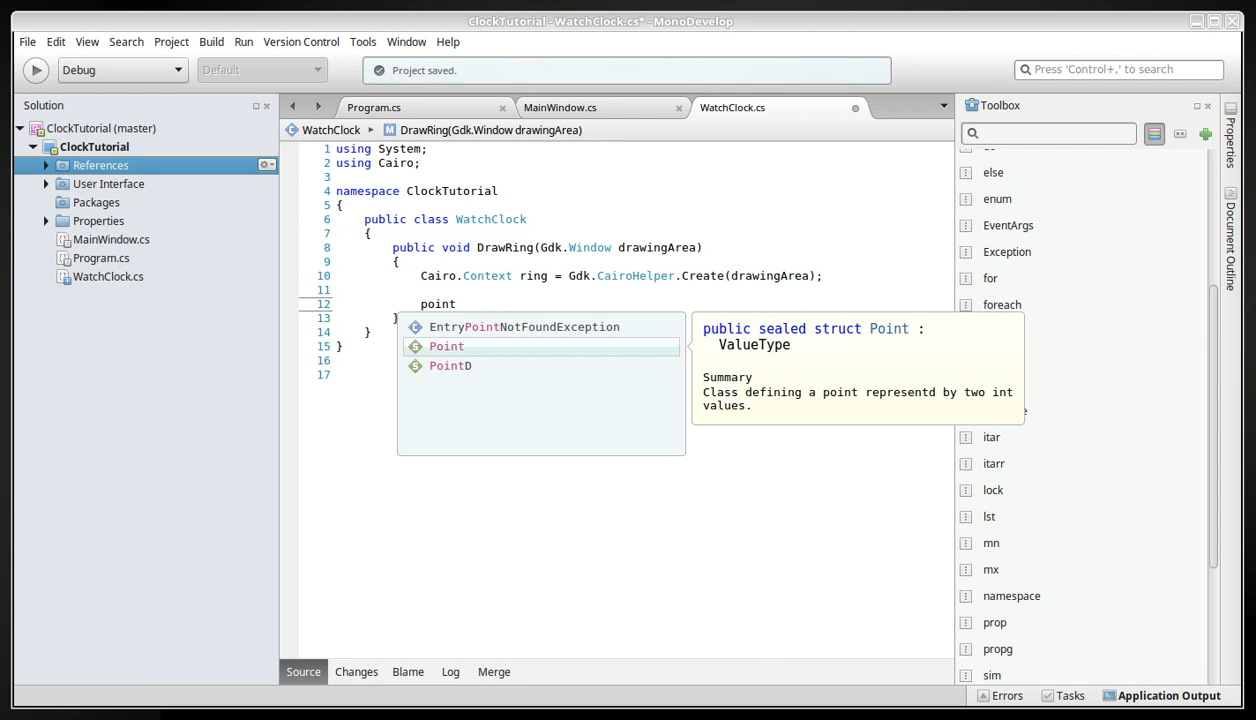 ClockTutorial - WatchClock.cs* - MonoDevelop
File Edit View Search Project Build Run Version Control Tools Window Help
Debug Default Project saved. Press 'Control+,' to search
Solution
ClockTutorial (master)
ClockTutorial
References
User Interface
Packages
Properties
MainWindow.cs
Program.cs
WatchClock.cs
Program.cs MainWindow.cs WatchClock.cs
WatchClock DrawRing(Gdk.Window drawingArea)
1 using System;
2 using Cairo;
3
4 namespace ClockTutorial
5 {
6 public class WatchClock
7 {
8 public void DrawRing(Gdk.Window drawingArea)
9 {
10 Cairo.Context ring = Gdk.CairoHelper.Create(drawingArea);
11
12 point
13 }
14 }
15 }
16
17
EntryPointNotFoundException
Point
PointD
public sealed struct Point :
ValueType
Summary
Class defining a point representd by two int
values.
Source Changes Blame Log Merge
Toolbox
else
enum
EventArgs
Exception
for
foreach
itar
itarr
lock
lst
mn
mx
namespace
prop
propg
sim
Properties
Document Outline
Errors Tasks Application Output